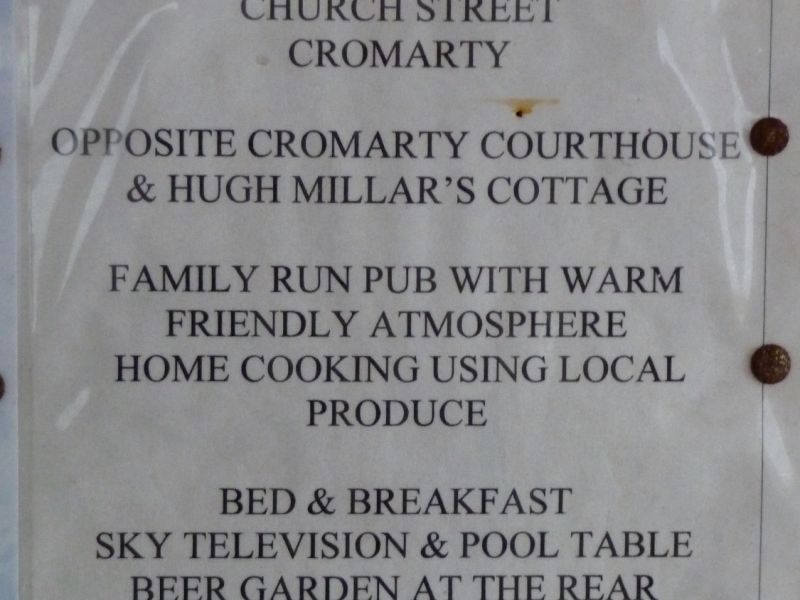 CHURCH STREET
CROMARTY
OPPOSITE CROMARTY COURTHOUSE
& HUGH MILLAR'S COTTAGE
FAMILY RUN PUB WITH WARM
FRIENDLY ATMOSPHERE
HOME COOKING USING LOCAL
PRODUCE
BED & BREAKFAST
SKY TELEVISION & POOL TABLE
BEER GARDEN AT THE REAR